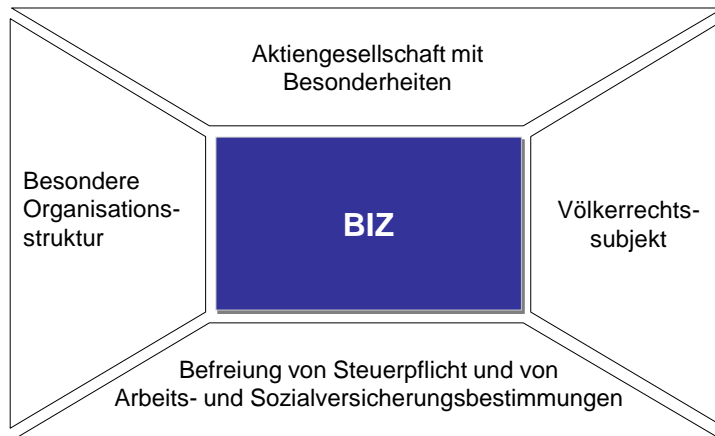 Aktiengesellschaft mit
Besonderheiten
Besondere
Organisations-
struktur
BIZ
Völkerrechts-
subjekt
Befreiung von Steuerpflicht und von
Arbeits- und Sozialversicherungsbestimmungen